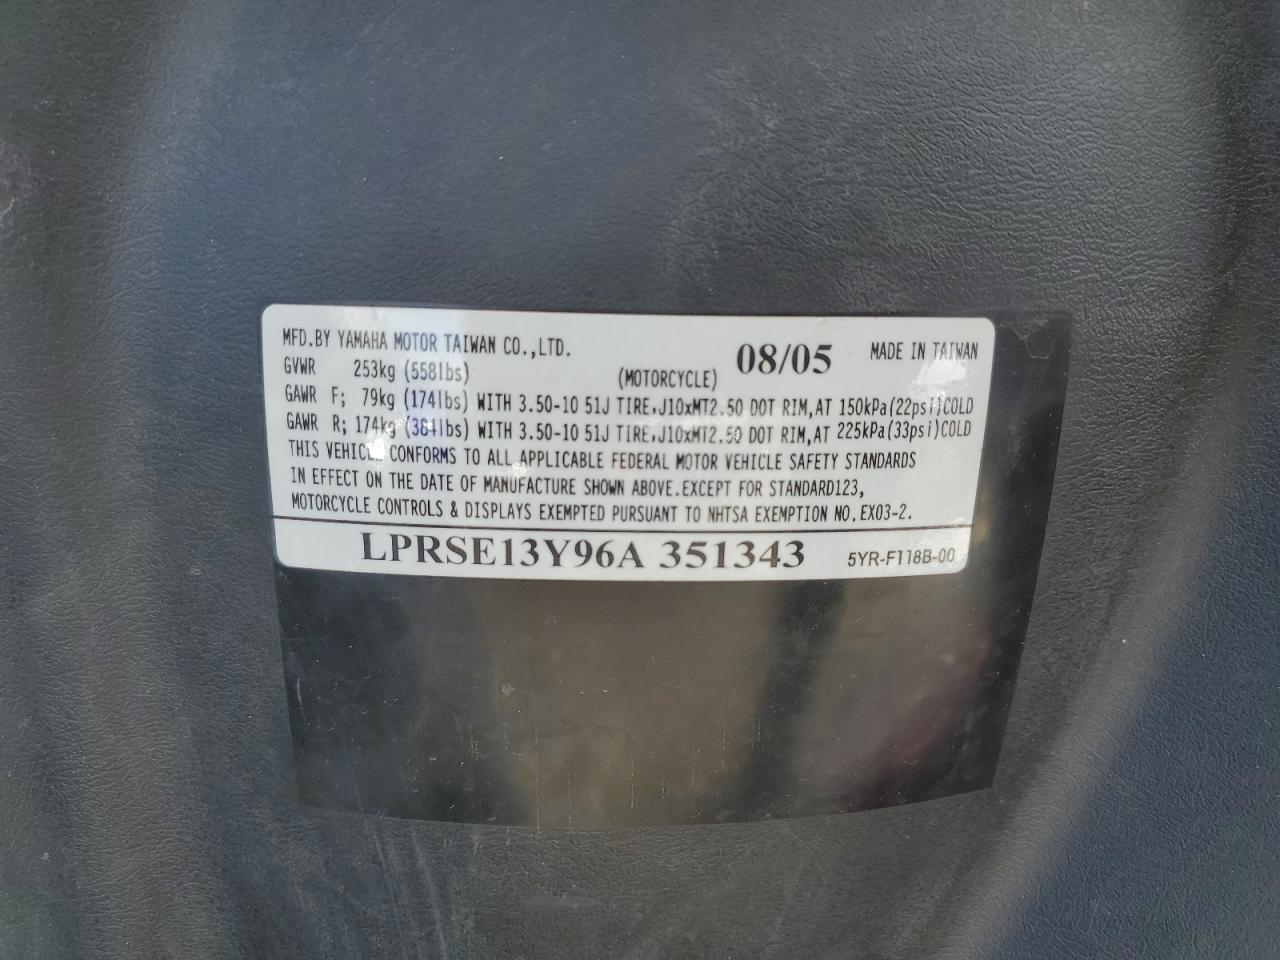 MFD.BY YAMAHA MOTOR TAIWAN CO.,LTD. 08/05 MADE IN TAIWAN
GVWR 253kg (558lbs) (MOTORCYCLE)
GAWR F; 79kg (174lbs) WITH 3.50-10 51J TIRE,J10xMT2.50 DOT RIM,AT 150kPa(22psi)COLD
GAWR R; 174kg (384lbs) WITH 3.50-10 51J TIRE,J10xMT2.50 DOT RIM,AT 225kPa(33psi)COLD
THIS VEHICLE CONFORMS TO ALL APPLICABLE FEDERAL MOTOR VEHICLE SAFETY STANDARDS
IN EFFECT ON THE DATE OF MANUFACTURE SHOWN ABOVE.EXCEPT FOR STANDARD123,
MOTORCYCLE CONTROLS & DISPLAYS EXEMPTED PURSUANT TO NHTSA EXEMPTION NO.EX03-2.
LPRSE13Y96A 351343 5YR-F118B-00